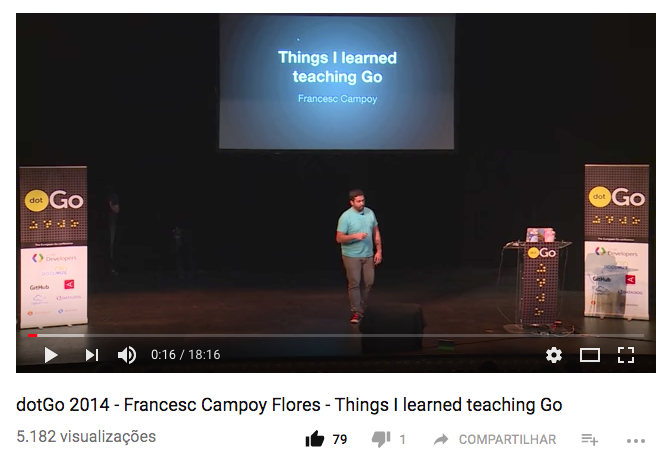 Things I learned
teaching Go
Francesc Campoy
dot Go
Developers
GitHub
dot Go
dot Go
Developers
GitHub
0:16 / 18:16
dotGo 2014 - Francesc Campoy Flores - Things I learned teaching Go
5.182 visualizações
79
1
COMPARTILHAR